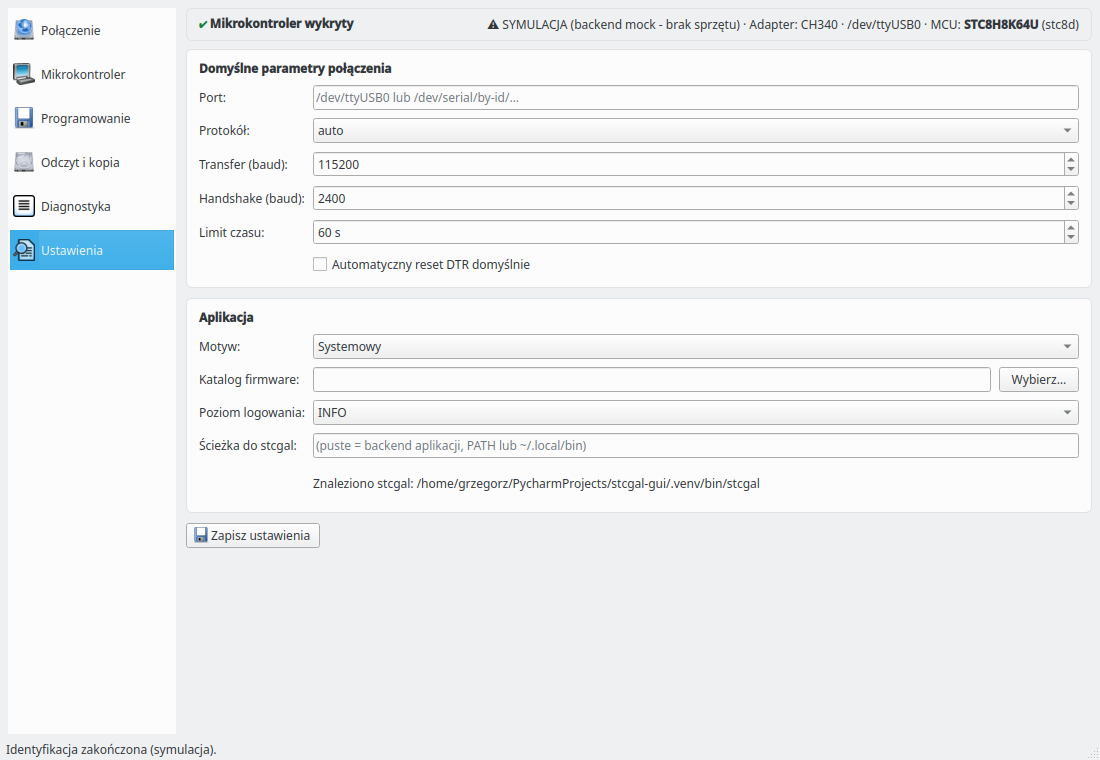 Połączenie
Mikrokontroler
Programowanie
Odczyt i kopia
Diagnostyka
Ustawienia
✔ Mikrokontroler wykryty
⚠ SYMULACJA (backend mock - brak sprzętu) · Adapter: CH340 · /dev/ttyUSB0 · MCU: STC8H8K64U (stc8d)
Domyślne parametry połączenia
Port: /dev/ttyUSB0 lub /dev/serial/by-id/...
Protokół: auto
Transfer (baud): 115200
Handshake (baud): 2400
Limit czasu: 60 s
Automatyczny reset DTR domyślnie
Aplikacja
Motyw: Systemowy
Katalog firmware: Wybierz...
Poziom logowania: INFO
Ścieżka do stcgal: (puste = backend aplikacji, PATH lub ~/.local/bin)
Znaleziono stcgal: /home/grzegorz/PycharmProjects/stcgal-gui/.venv/bin/stcgal
Zapisz ustawienia
Identyfikacja zakończona (symulacja).